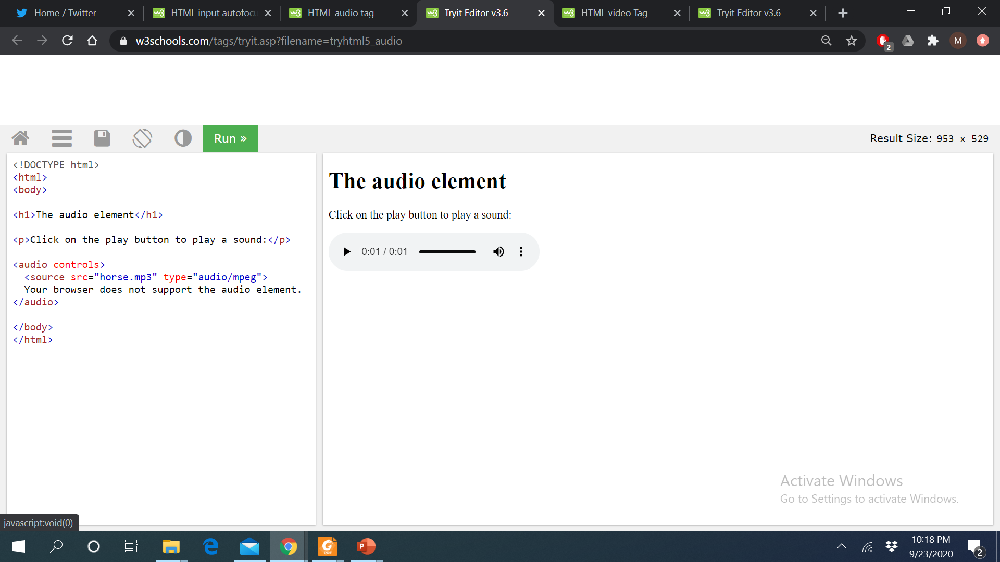 Home / Twitter
HTML input autofocu
HTML audio tag
Tryit Editor v3.6
HTML video Tag
Tryit Editor v3.6
w3schools.com/tags/tryit.asp?filename=tryhtml5_audio
2
M
Run »
Result Size: 953 x 529
<!DOCTYPE html>
<html>
<body>
<h1>The audio element</h1>
<p>Click on the play button to play a sound:</p>
<audio controls>
<source src="horse.mp3" type="audio/mpeg">
Your browser does not support the audio element.
</audio>
</body>
</html>
The audio element
Click on the play button to play a sound:
0:01 / 0:01
Activate Windows
Go to Settings to activate Windows.
javascript:void(0)
PDF
P
10:18 PM
9/23/2020
2